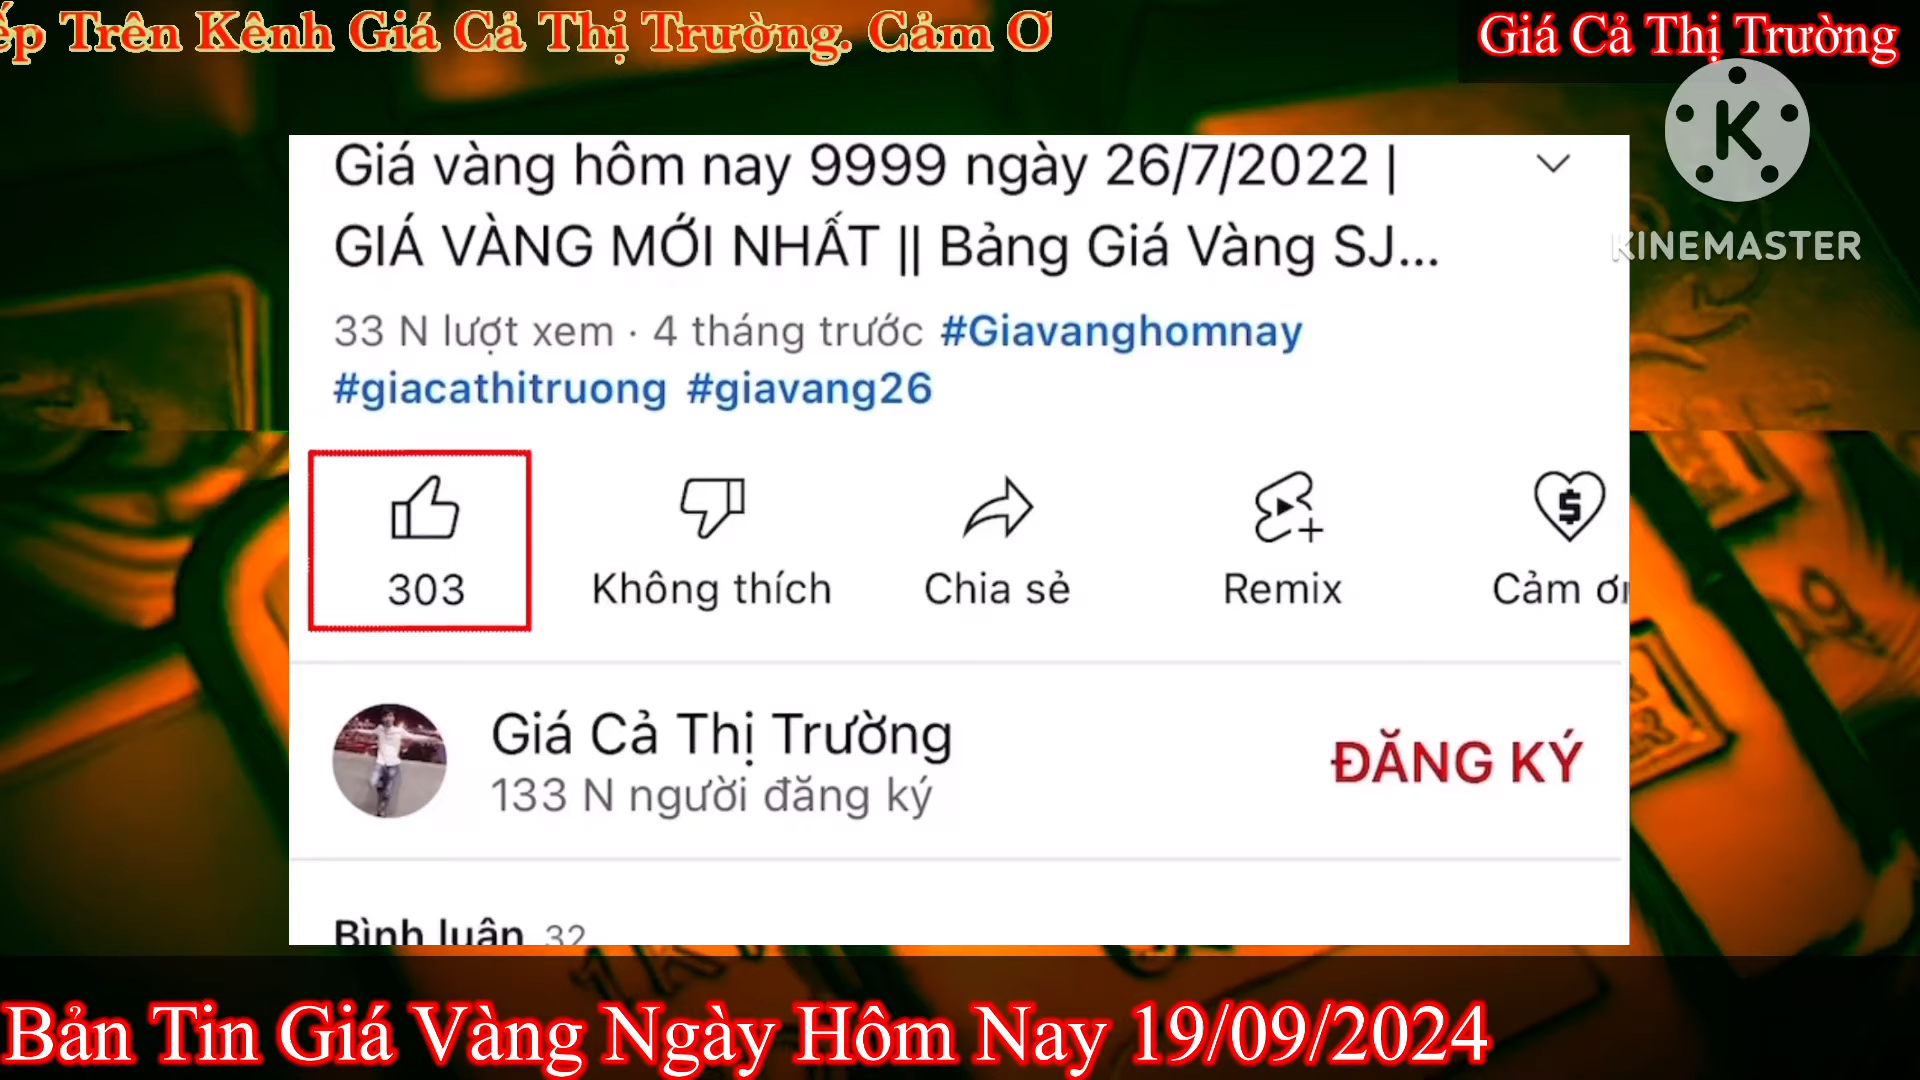 ếp Trên Kênh Giá Cả Thị Trường. Cảm Ơ
Giá Cả Thị Trường
K
KINEMASTER
Giá vàng hôm nay 9999 ngày 26/7/2022 |
GIÁ VÀNG MỚI NHẤT || Bảng Giá Vàng SJ...
33 N lượt xem · 4 tháng trước #Giavanghomnay
#giacathitruong #giavang26
303 Không thích Chia sẻ Remix Cảm ơn
Giá Cả Thị Trường
133 N người đăng ký
ĐĂNG KÝ
Bình luận 32
Bản Tin Giá Vàng Ngày Hôm Nay 19/09/2024